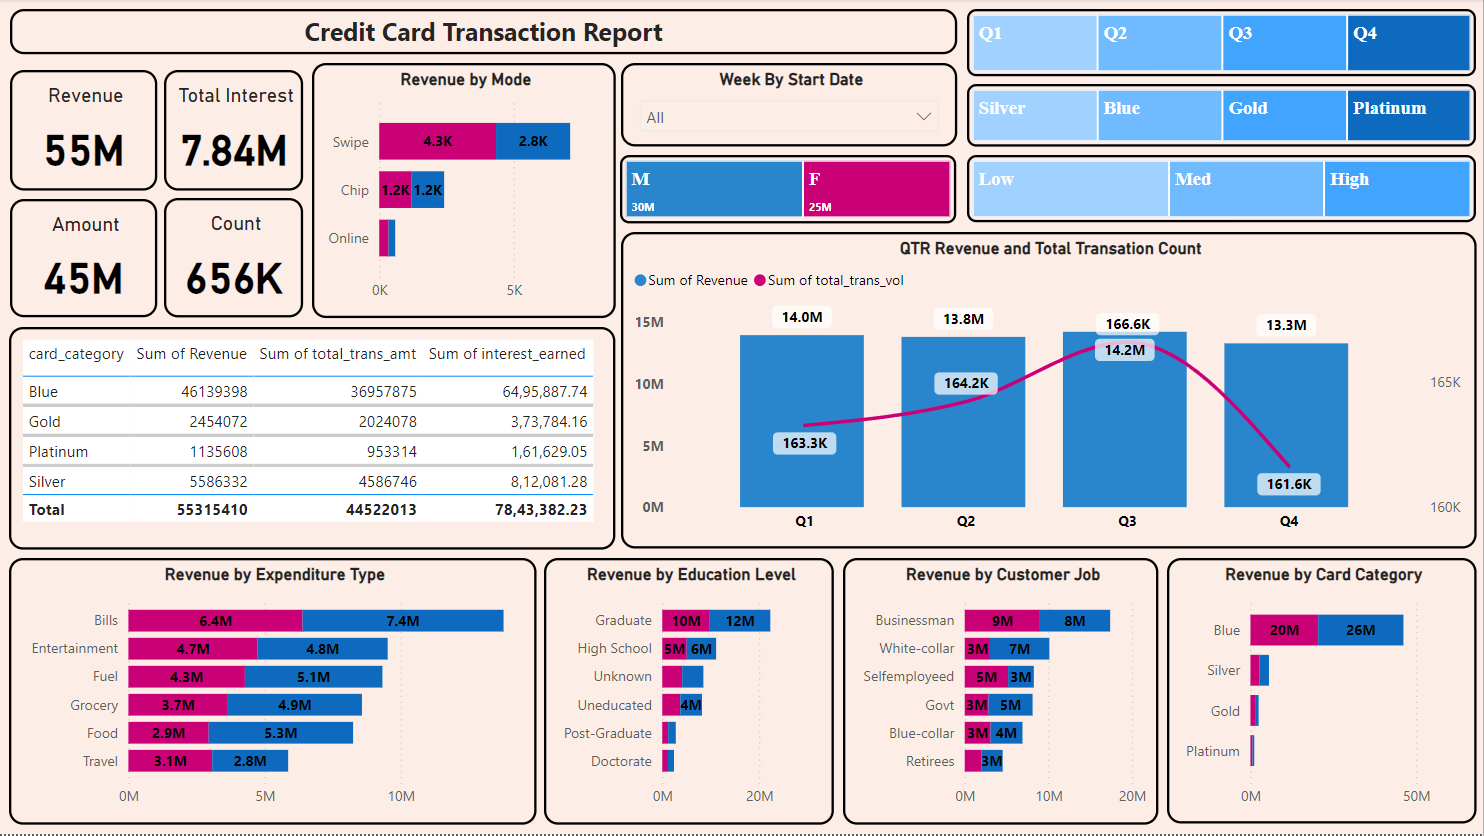 Credit Card Transaction Report
Q1 Q2 Q3 Q4
Revenue
55M
Total Interest
7.84M
Amount
45M
Count
656K
Revenue by Mode
Swipe 4.3K 2.8K
Chip 1.2K 1.2K
Online
0K 5K
Week By Start Date
All
M
30M
F
25M
Silver Blue Gold Platinum
Low Med High
QTR Revenue and Total Transation Count
Sum of Revenue Sum of total_trans_vol
15M
10M
5M
0M
14.0M 13.8M 166.6K 13.3M
14.2M
164.2K
163.3K
161.6K
165K
160K
Q1 Q2 Q3 Q4
card_category Sum of Revenue Sum of total_trans_amt Sum of interest_earned
Blue 46139398 36957875 64,95,887.74
Gold 2454072 2024078 3,73,784.16
Platinum 1135608 953314 1,61,629.05
Silver 5586332 4586746 8,12,081.28
Total 55315410 44522013 78,43,382.23
Revenue by Expenditure Type
Bills 6.4M 7.4M
Entertainment 4.7M 4.8M
Fuel 4.3M 5.1M
Grocery 3.7M 4.9M
Food 2.9M 5.3M
Travel 3.1M 2.8M
0M 5M 10M
Revenue by Education Level
Graduate 10M 12M
High School 5M 6M
Unknown
Uneducated 4M
Post-Graduate
Doctorate
0M 20M
Revenue by Customer Job
Businessman 9M 8M
White-collar 3M 7M
Selfemployeed 5M 3M
Govt 3M 5M
Blue-collar 3M 4M
Retirees 3M
0M 10M 20M
Revenue by Card Category
Blue 20M 26M
Silver
Gold
Platinum
0M 50M